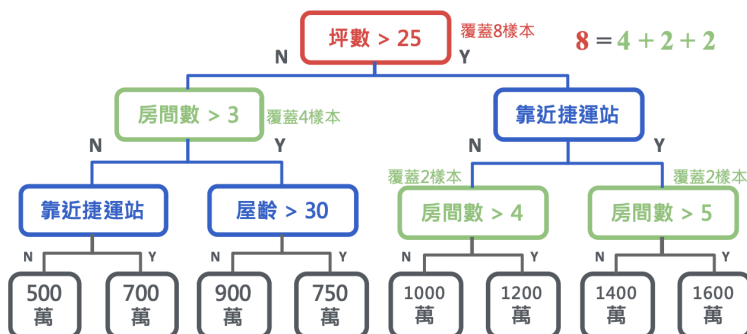 坪數 > 25
覆蓋8樣本
8 = 4 + 2 + 2
N
Y
房間數 > 3
覆蓋4樣本
靠近捷運站
N
Y
N
Y
覆蓋2樣本
覆蓋2樣本
靠近捷運站
屋齡 > 30
房間數 > 4
房間數 > 5
N
Y
N
Y
N
Y
N
Y
500
萬
700
萬
900
萬
750
萬
1000
萬
1200
萬
1400
萬
1600
萬